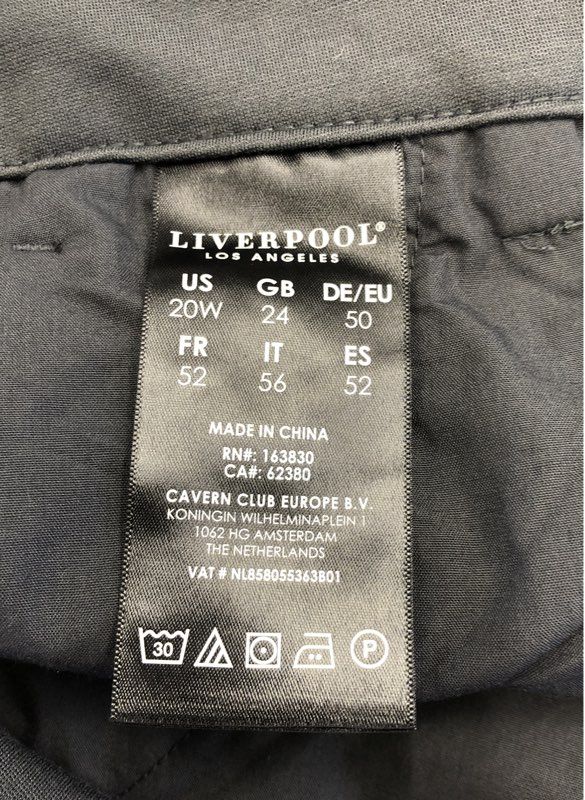 LIVERPOOL®
LOS ANGELES
US GB DE/EU
20W 24 50
FR IT ES
52 56 52
MADE IN CHINA
RN#: 163830
CA#: 62380
CAVERN CLUB EUROPE B.V.
KONINGIN WILHELMINAPLEIN 1
1062 HG AMSTERDAM
THE NETHERLANDS
VAT # NL858055363B01
30 P